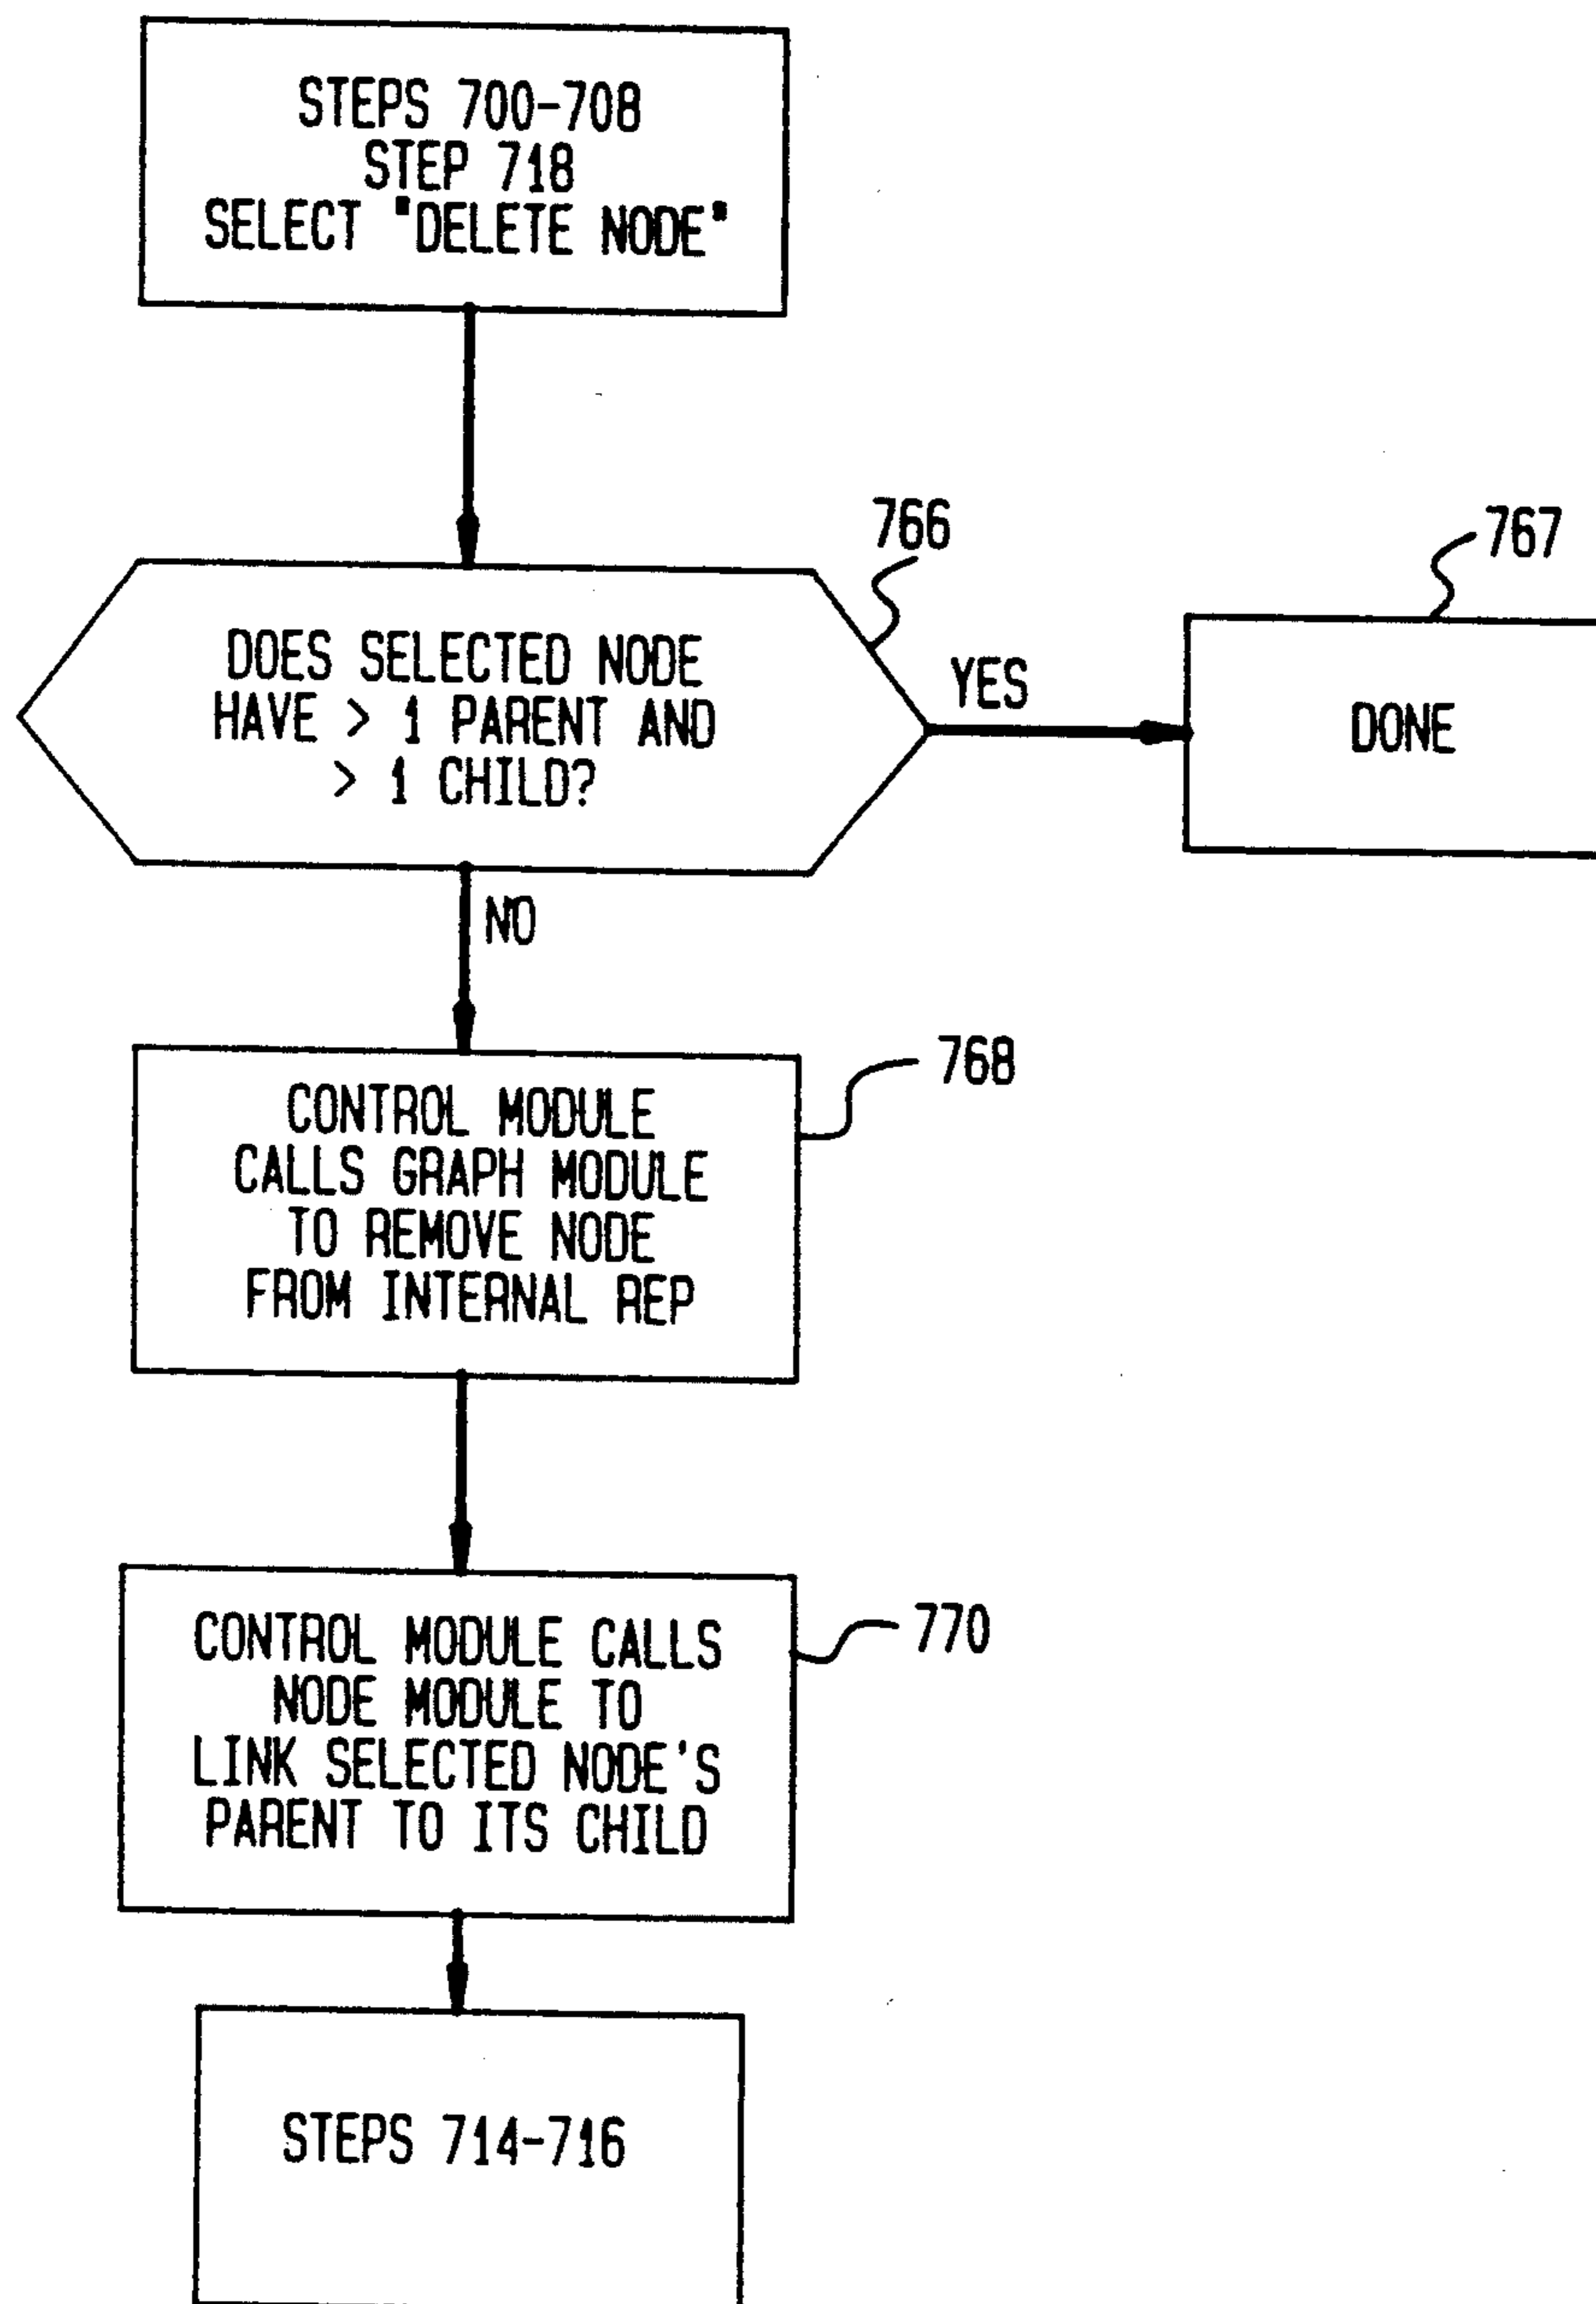 STEPS 700-708
STEP 718
SELECT "DELETE NODE"
766
767
DOES SELECTED NODE
HAVE > 1 PARENT AND
> 1 CHILD?
YES
DONE
NO
768
CONTROL MODULE
CALLS GRAPH MODULE
TO REMOVE NODE
FROM INTERNAL REP
770
CONTROL MODULE CALLS
NODE MODULE TO
LINK SELECTED NODE'S
PARENT TO ITS CHILD
STEPS 714-716